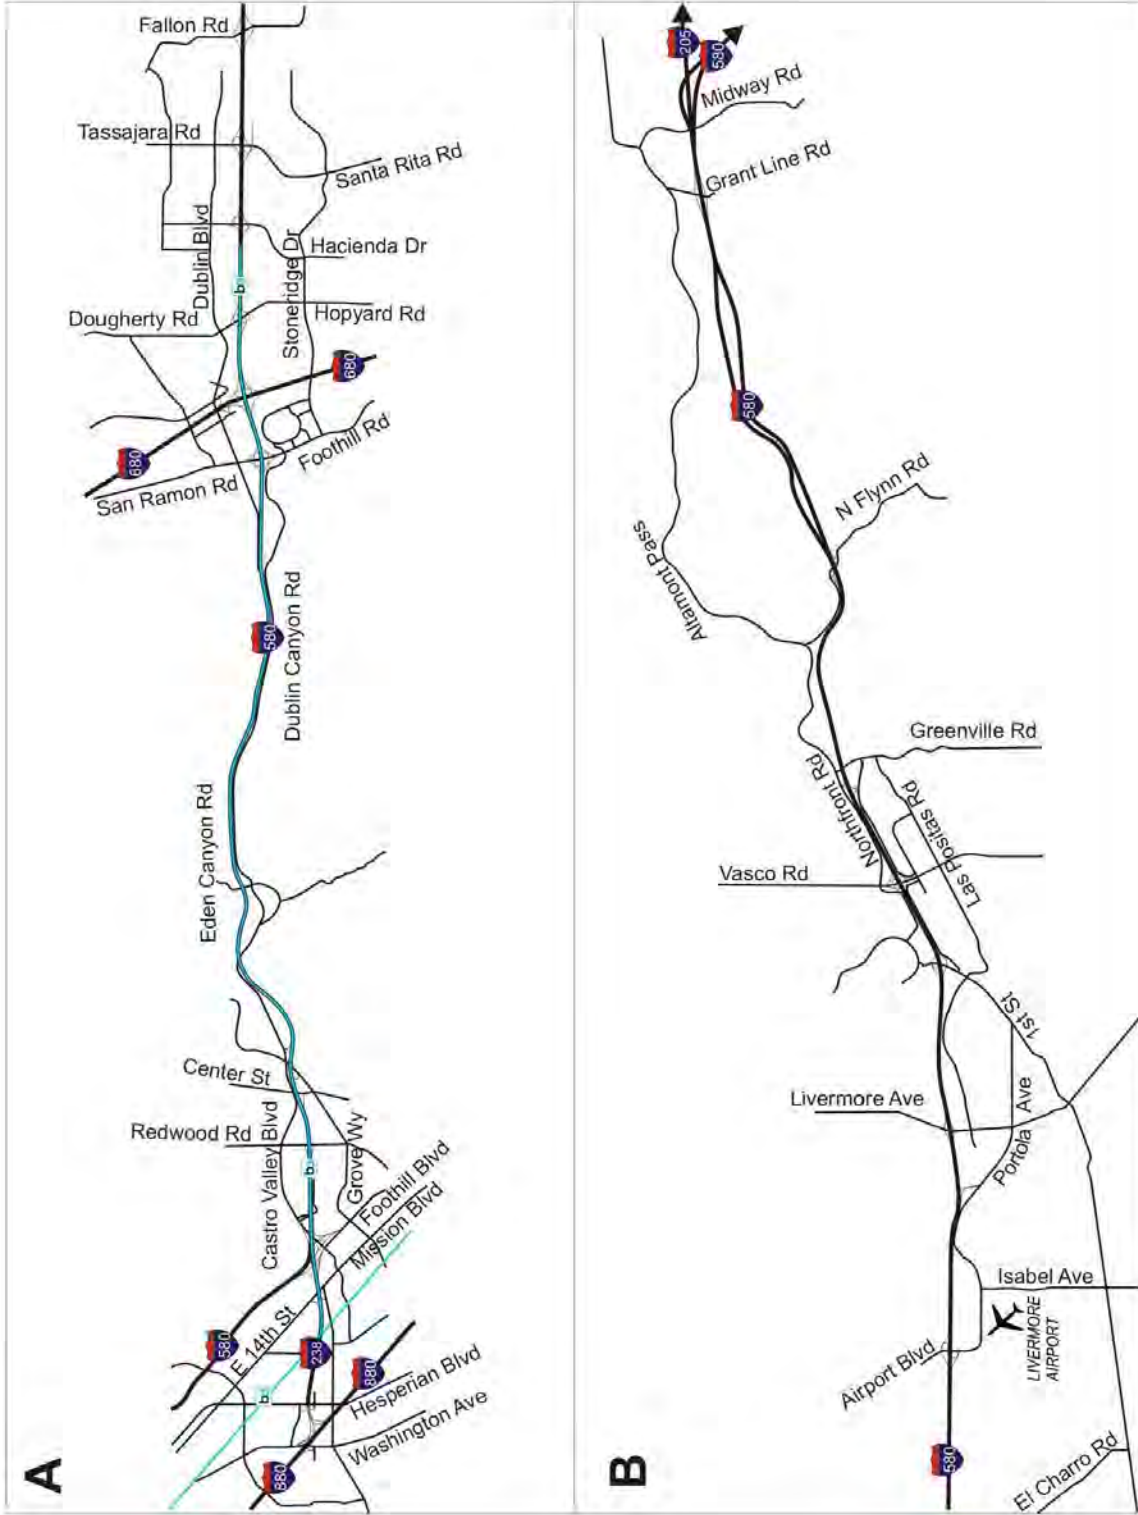 A
Fallon Rd
Tassajara Rd
Santa Rita Rd
Dublin Blvd
Hacienda Dr
Stoneridge Dr
b
Hopyard Rd
Dougherty Rd
680
680
Foothill Rd
San Ramon Rd
580
Dublin Canyon Rd
Eden Canyon Rd
Center St
Redwood Rd
Castro Valley Blvd
b
Grove Wy
Foothill Blvd
Mission Blvd
580
E 14th St
238
b
880
Hesperian Blvd
Washington Ave
880
B
205
580
Midway Rd
Grant Line Rd
580
N Flynn Rd
Altamont Pass
Greenville Rd
Northfront Rd
Las Positas Rd
Vasco Rd
1st St
Livermore Ave
Portola Ave
Isabel Ave
LIVERMORE
AIRPORT
Airport Blvd
580
El Charro Rd